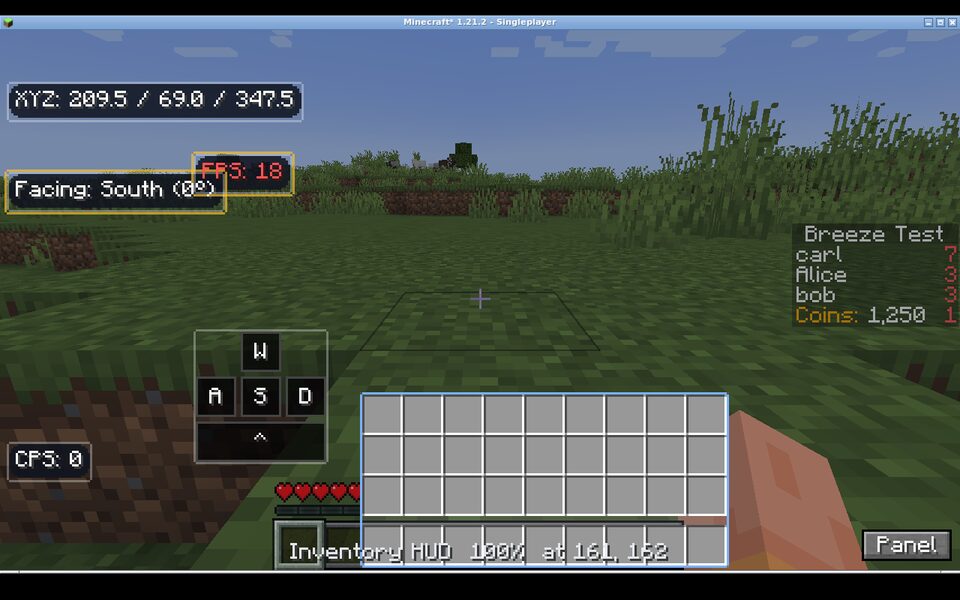 Minecraft* 1.21.2 - Singleplayer
XYZ: 209.5 / 69.0 / 347.5
FPS: 18
Facing: South (0°)
Breeze Test
carl 7
Alice 3
bob 3
Coins: 1,250 1
W
A S D
^
CPS: 0
Inventory HUD 100% at 161, 162
Panel